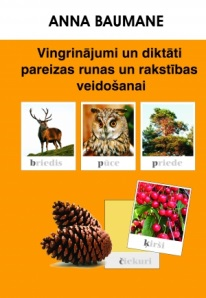 ANNA BAUMANE
Vingrinājumi un diktāti
pareizas runas un rakstības
veidošanai
briedis
pūce
priede
ķirši
čiekuri